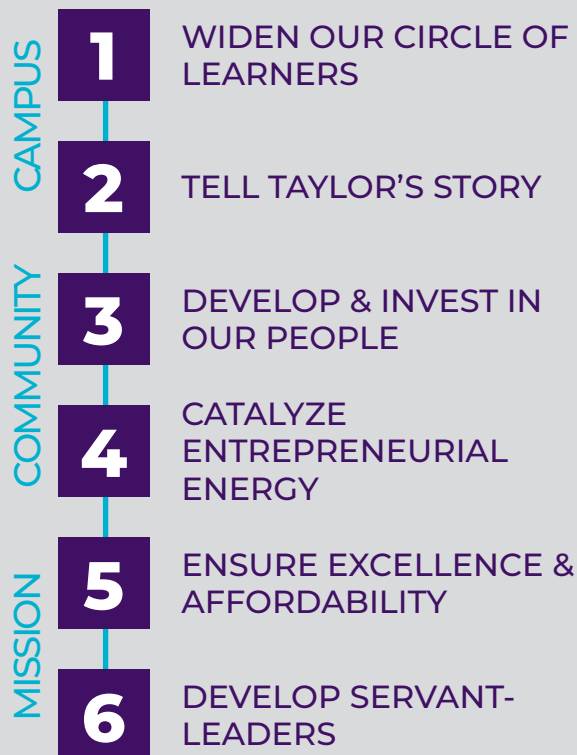 CAMPUS
1
WIDEN OUR CIRCLE OF
LEARNERS
2
TELL TAYLOR’S STORY
COMMUNITY
3
DEVELOP & INVEST IN
OUR PEOPLE
4
CATALYZE
ENTREPRENEURIAL
ENERGY
MISSION
5
ENSURE EXCELLENCE &
AFFORDABILITY
6
DEVELOP SERVANT-
LEADERS